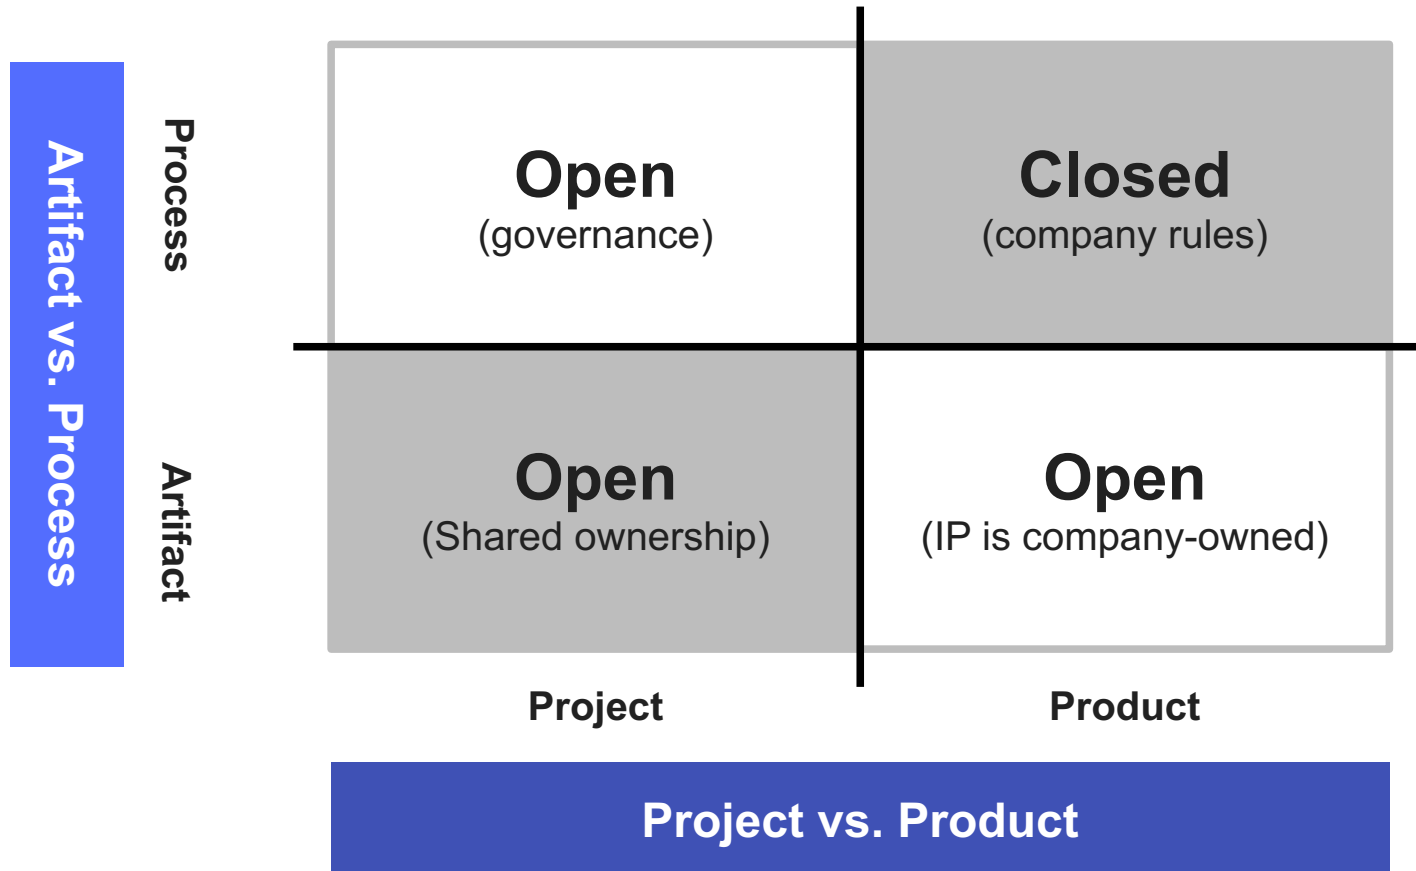 Artifact vs. Process
Process
Open
(governance)
Closed
(company rules)
Artifact
Open
(Shared ownership)
Open
(IP is company-owned)
Project
Product
Project vs. Product